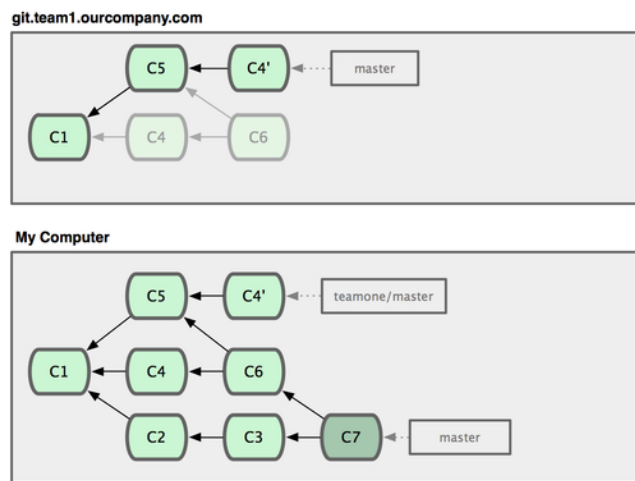 git.team1.ourcompany.com
C5 C4' master
C1 C4 C6
My Computer
C5 C4' teamone/master
C1 C4 C6
C2 C3 C7 master